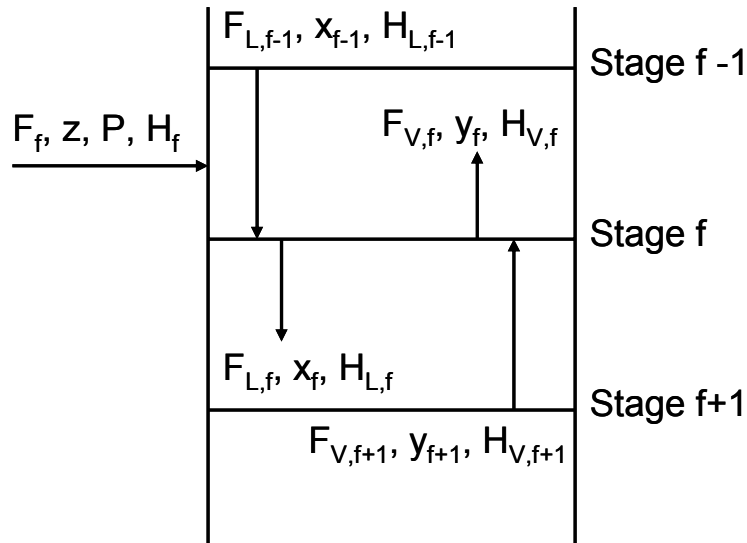 F_{L,f-1}, x_{f-1}, H_{L,f-1}
Stage f -1
F_f, z, P, H_f
F_{V,f}, y_f, H_{V,f}
Stage f
F_{L,f}, x_f, H_{L,f}
Stage f+1
F_{V,f+1}, y_{f+1}, H_{V,f+1}